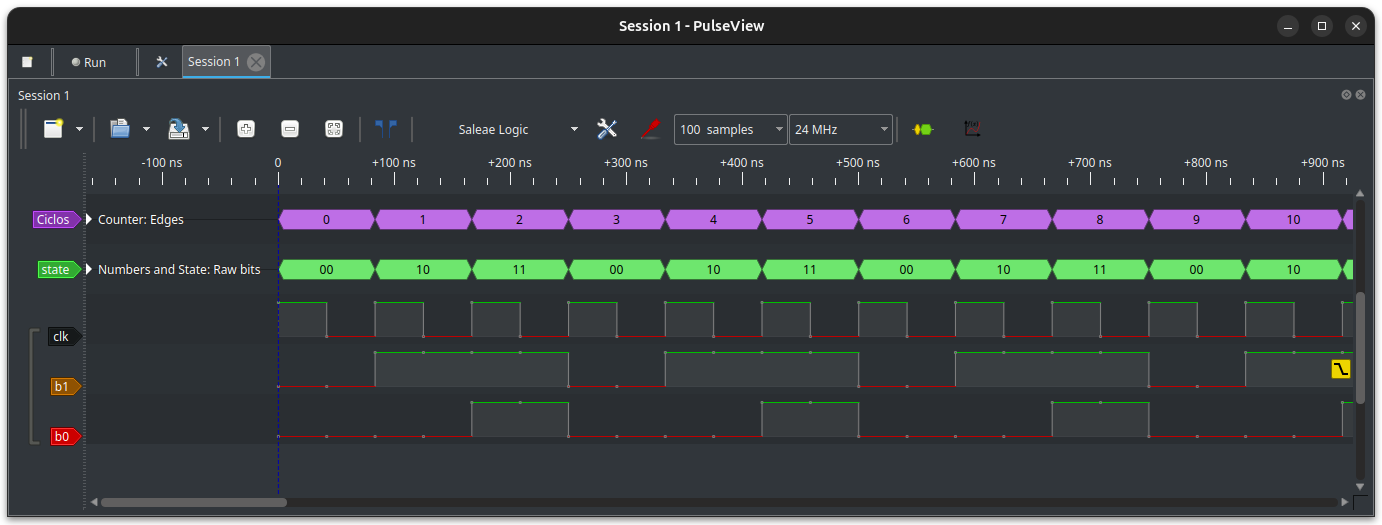 Session 1 - PulseView
Run
Session 1
Session 1
Saleae Logic
100 samples
24 MHz
f(x)
-100 ns 0 +100 ns +200 ns +300 ns +400 ns +500 ns +600 ns +700 ns +800 ns +900 ns
Ciclos Counter: Edges 0 1 2 3 4 5 6 7 8 9 10
state Numbers and State: Raw bits 00 10 11 00 10 11 00 10 11 00 10
clk
b1
b0